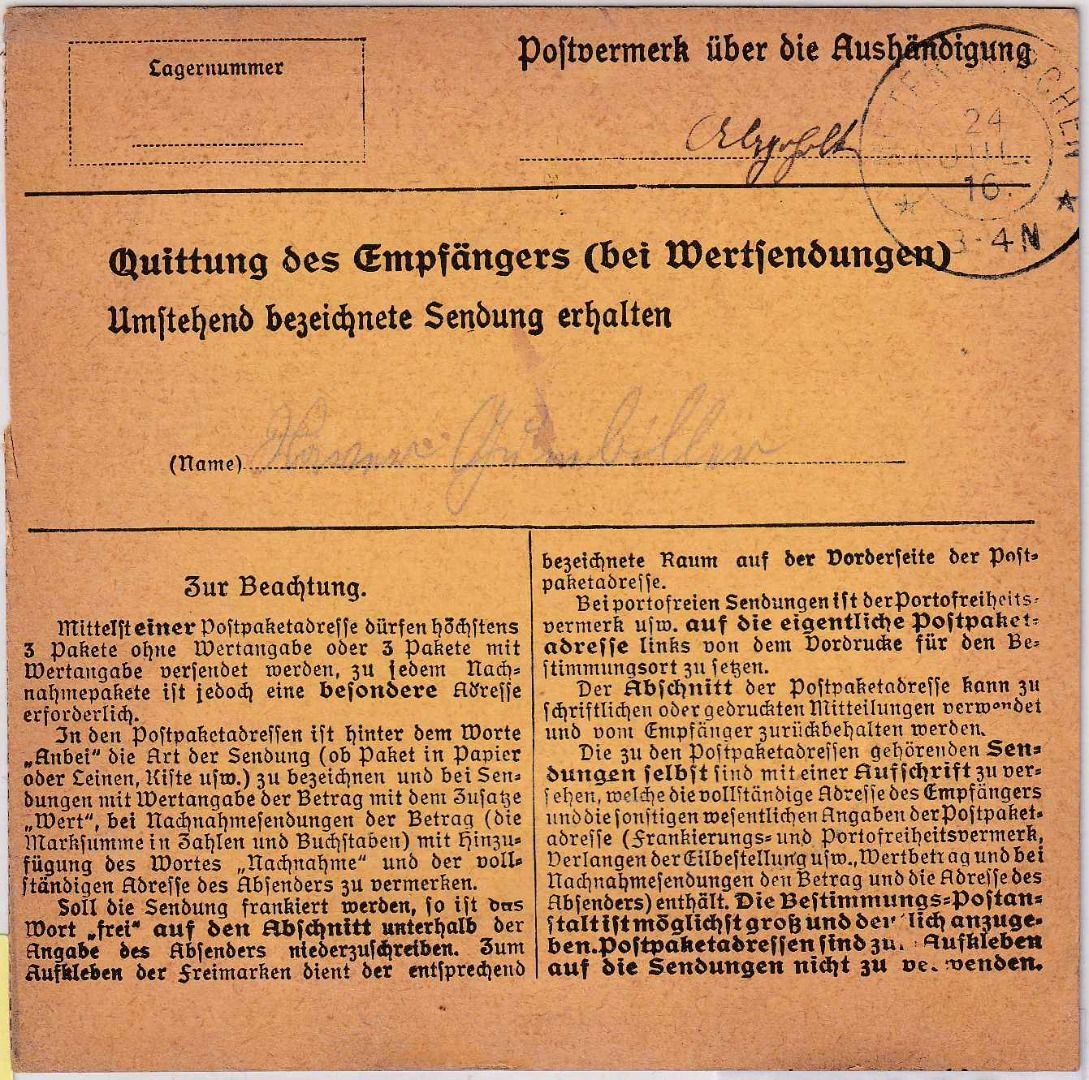 Lagernummer
Postvermerk über die Aushändigung
Abgeholt
24
JUL.
16.
3-4 N
Quittung des Empfängers (bei Wertsendungen)
Umstehend bezeichnete Sendung erhalten
(Name)
Zur Beachtung.
Mittelst einer Postpaketadresse dürfen höchstens
3 Pakete ohne Wertangabe oder 3 Pakete mit
Wertangabe versendet werden, zu jedem Nach-
nahmepakete ist jedoch eine besondere Adresse
erforderlich.
In den Postpaketadressen ist hinter dem Worte
„Anbei“ die Art der Sendung (ob Paket in Papier
oder Leinen, Kiste usw.) zu bezeichnen und bei Sen-
dungen mit Wertangabe der Betrag mit dem Zusatze
„Wert“, bei Nachnahmesendungen der Betrag (die
Marksumme in Zahlen und Buchstaben) mit Hinzu-
fügung des Wortes „Nachnahme“ und der voll-
ständigen Adresse des Absenders zu vermerken.
Soll die Sendung frankiert werden, so ist das
Wort „frei“ auf den Abschnitt unterhalb der
Angabe des Absenders niederzuschreiben. Zum
Aufkleben der Freimarken dient der entsprechend
bezeichnete Raum auf der Vorderseite der Post-
paketadresse.
Bei portofreien Sendungen ist der Portofreiheits-
vermerk usw. auf die eigentliche Postpaket-
adresse links von dem Vordrucke für den Be-
stimmungsort zu setzen.
Der Abschnitt der Postpaketadresse kann zu
schriftlichen oder gedruckten Mitteilungen verwendet
und vom Empfänger zurückbehalten werden.
Die zu den Postpaketadressen gehörenden Sen-
dungen selbst sind mit einer Aufschrift zu ver-
sehen, welche die vollständige Adresse des Empfängers
und die sonstigen wesentlichen Angaben der Postpaket-
adresse (Frankierungs- und Portofreiheitsvermerk,
Verlangen der Eilbestellung usw., Wertbetrag und bei
Nachnahmesendungen den Betrag und die Adresse des
Absenders) enthält. Die Bestimmungs-Postan-
stalt ist möglichst groß und deutlich anzuge-
ben. Postpaketadressen sind zum Aufkleben
auf die Sendungen nicht zu verwenden.